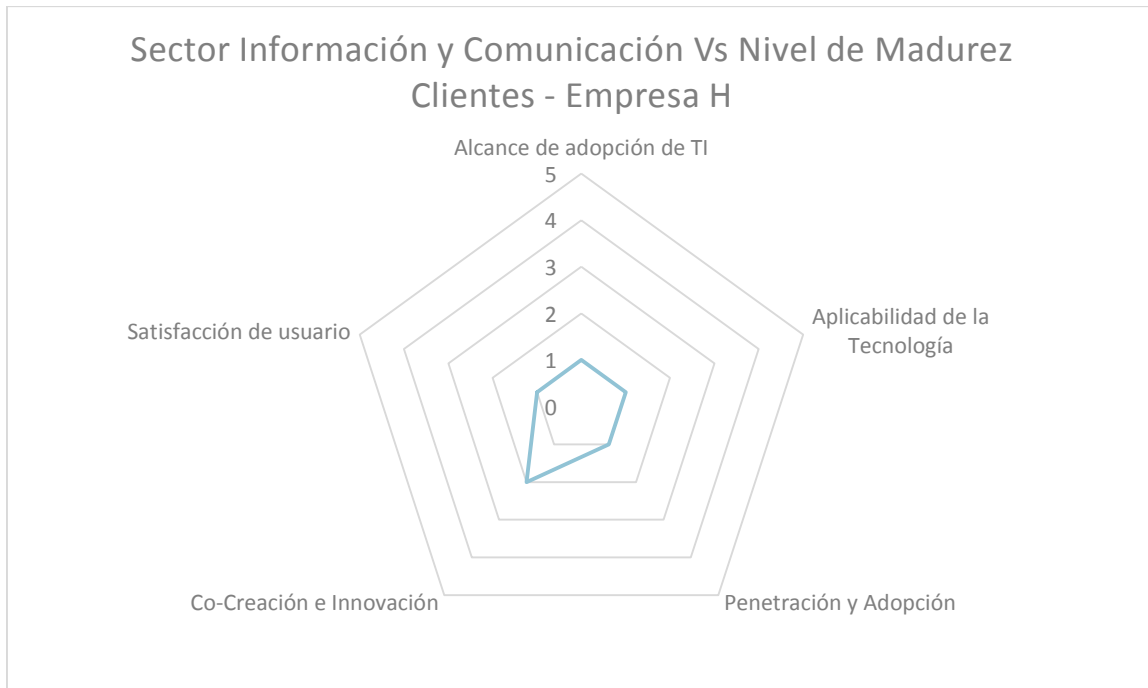 Sector Información y Comunicación Vs Nivel de Madurez
Clientes - Empresa H
Alcance de adopción de TI
5
4
3
2
1
0
Aplicabilidad de la
Tecnología
Satisfacción de usuario
Co-Creación e Innovación
Penetración y Adopción